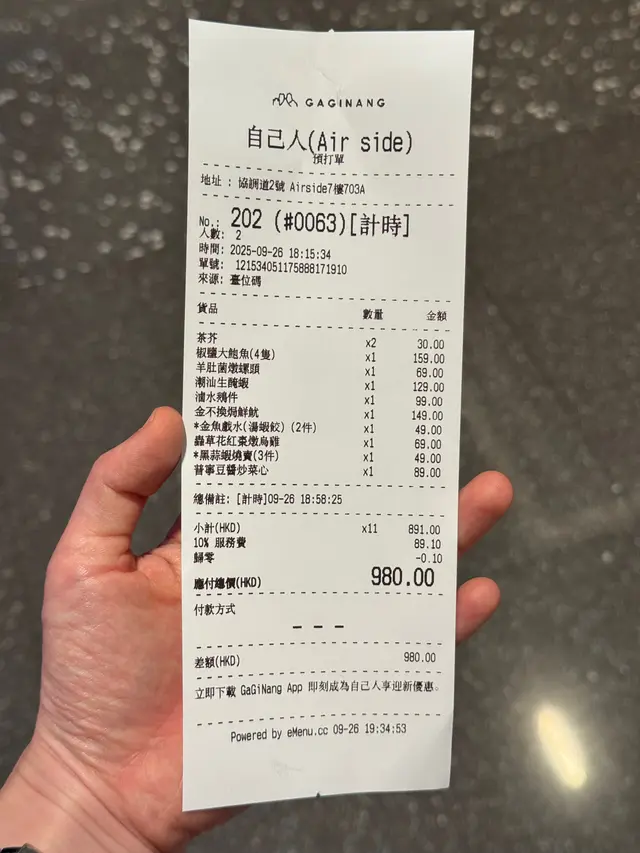 GAGINANG
自己人(Air side)
預打單
地址 : 協調道2號 Airside7樓703A
No.: 202 (#0063)[計時]
人數: 2
時間: 2025-09-26 18:15:34
單號: 121534051175888171910
來源: 臺位碼
貨品 數量 金額
茶芥 x2 30.00
椒鹽大鮑魚(4隻) x1 159.00
羊肚菌燉螺頭 x1 69.00
潮汕生醃蝦 x1 129.00
滷水鵝件 x1 99.00
金不換焗鮮魷 x1 149.00
*金魚戲水(湯蝦餃) (2件) x1 49.00
蟲草花紅棗燉烏雞 x1 69.00
*黑蒜蝦燒賣(3件) x1 49.00
普寧豆醬炒菜心 x1 89.00
總備註: [計時]09-26 18:58:25
小計(HKD) x11 891.00
10% 服務費 89.10
歸零 -0.10
應付總價(HKD) 980.00
付款方式
---
差額(HKD) 980.00
立即下載 GaGiNang App 即刻成為自己人享迎新優惠。
Powered by eMenu.cc 09-26 19:34:53